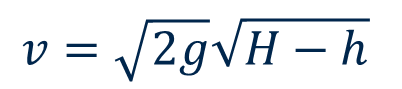 v = √2g√H − h